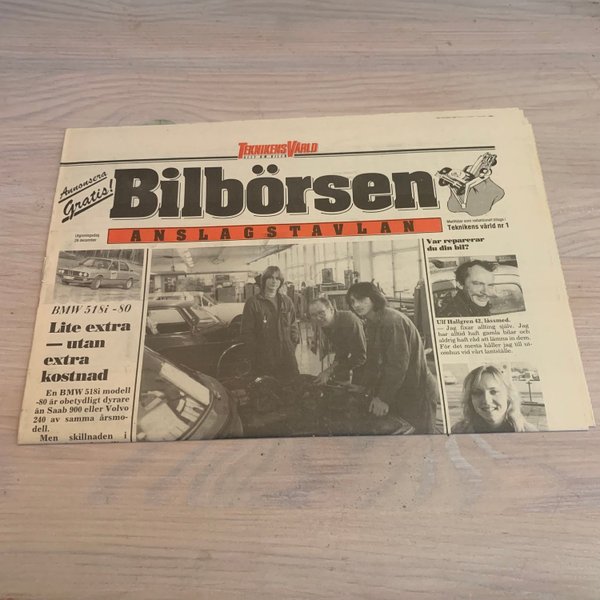 TEKNIKENS VÄRLD
Annonsera
Gratis!
Bilbörsen
ANSLAGSTAVLAN
Utgivningsdag
28 december
Medföljer som redaktionell bilaga i
Teknikens värld nr 1
BMW 518i -80
Lite extra
— utan
extra
kostnad
En BMW 518i modell
-80 är obetydligt dyrare
än Saab 900 eller Volvo
240 av samma årsmo-
dell.
Men skillnaden i
Var reparerar
du din bil?
Ulf Hallgren 42, låssmed.
— Jag fixar allting själv. Jag
har alltid haft gamla bilar och
aldrig haft råd att lämna in dem.
För det mesta håller jag till ut-
omhus vid vårt lantställe.